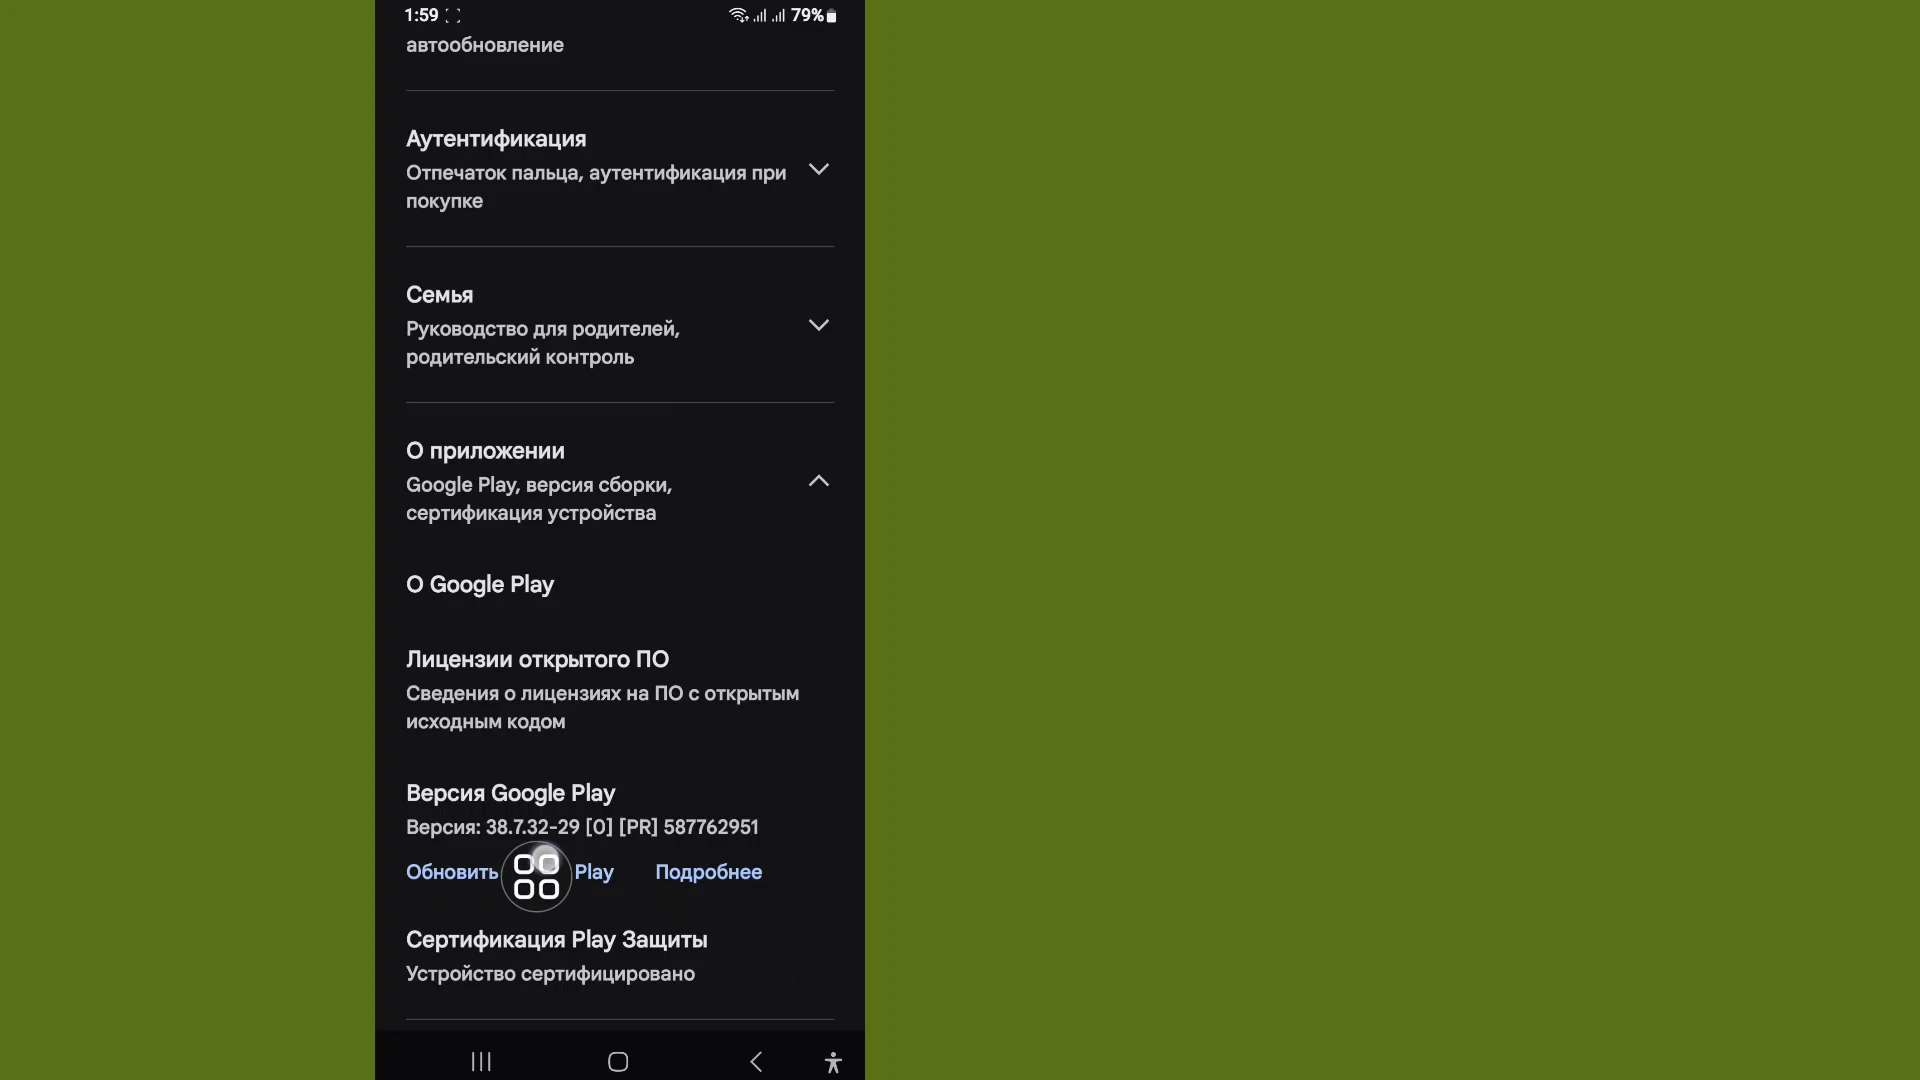 1:59
79%
автообновление
Аутентификация
Отпечаток пальца, аутентификация при
покупке
Семья
Руководство для родителей,
родительский контроль
О приложении
Google Play, версия сборки,
сертификация устройства
О Google Play
Лицензии открытого ПО
Сведения о лицензиях на ПО с открытым
исходным кодом
Версия Google Play
Версия: 38.7.32-29 [0] [PR] 587762951
Обновить Play Подробнее
Сертификация Play Защиты
Устройство сертифицировано